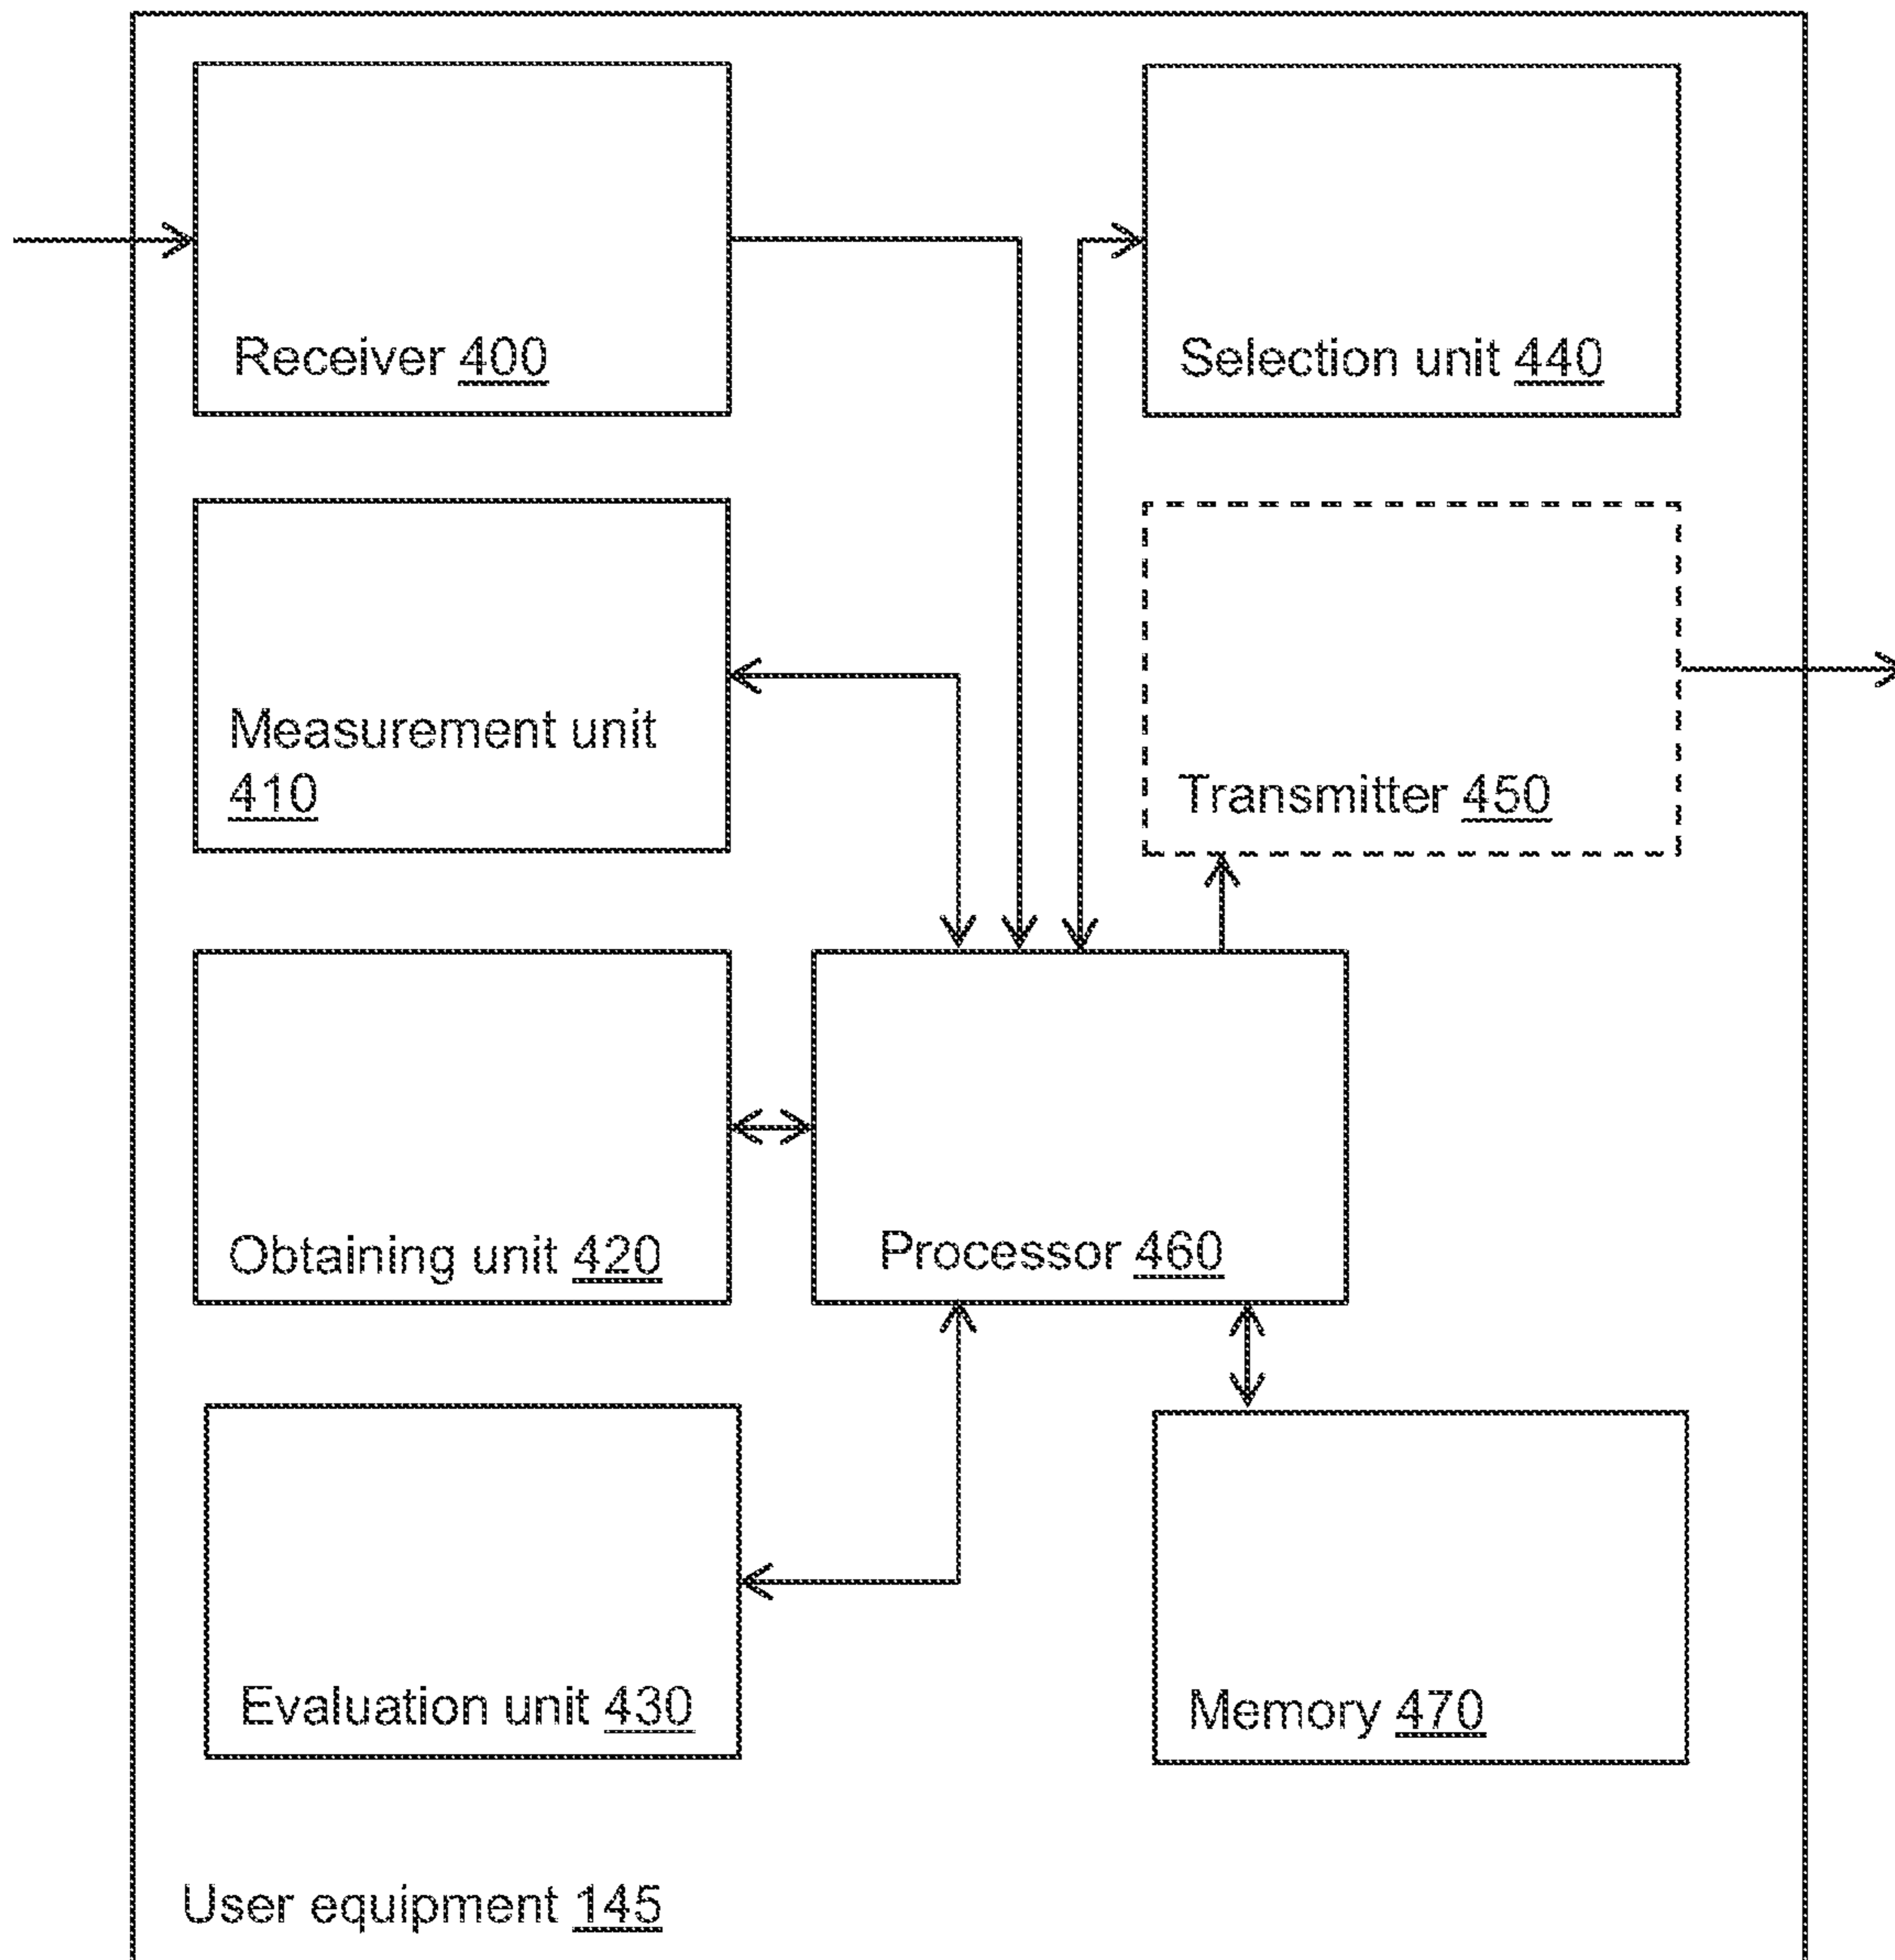 Receiver 400
Selection unit 440
Measurement unit
410
Transmitter 450
Obtaining unit 420
Processor 460
Evaluation unit 430
Memory 470
User equipment 145